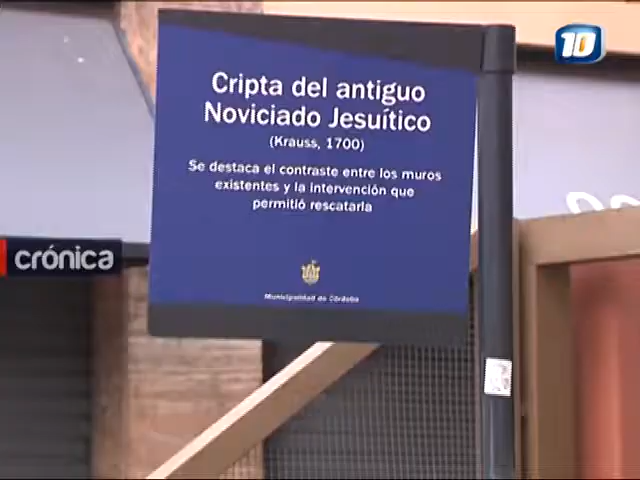 10
Cripta del antiguo
Noviciado Jesuítico
(Krauss, 1700)
Se destaca el contraste entre los muros
existentes y la intervención que
permitió rescatarla
crónica
Municipalidad de Córdoba